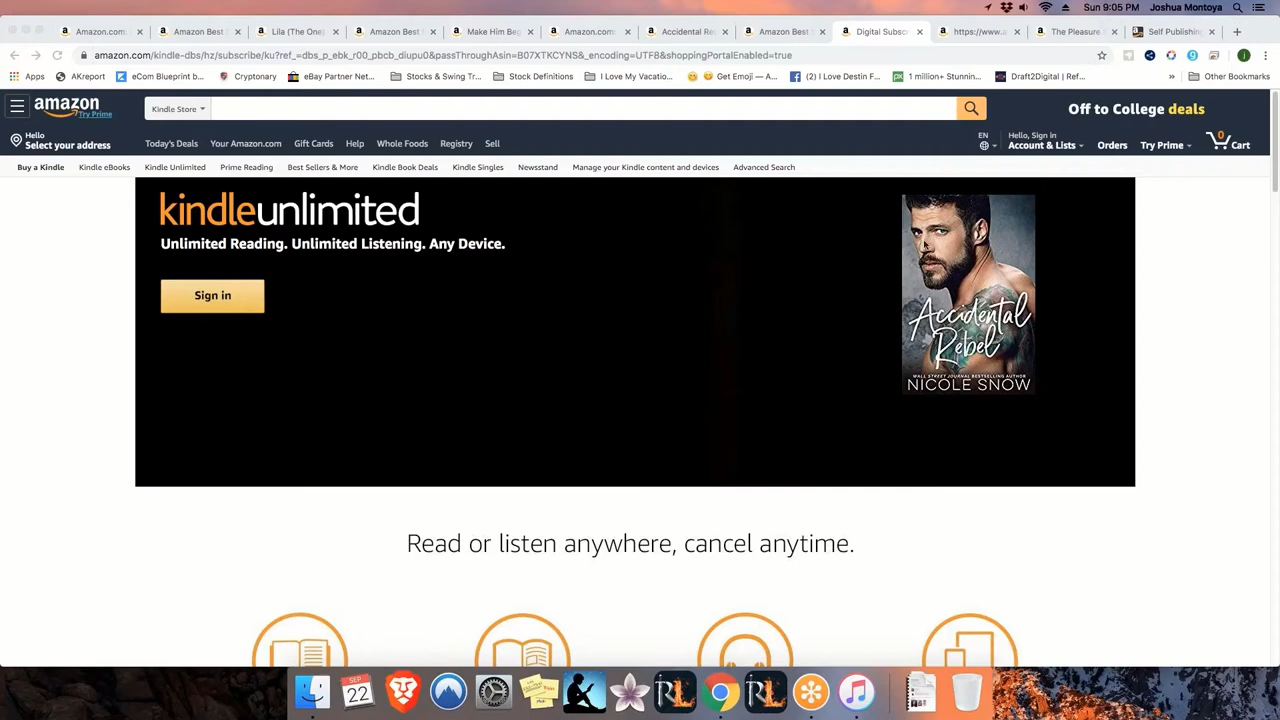 Sun 9:05 PM Joshua Montoya
Amazon.com:
Amazon Best
Lila (The One)
Amazon Best
Make Him Beg
Amazon.com:
Accidental Re
Amazon Best
Digital Subscr
https://www.a
The Pleasure
Self Publishing
amazon.com/kindle-dbs/hz/subscribe/ku?ref_=dbs_p_ebk_r00_pbcb_diupu0&passThroughAsin=B07XTKCYNS&_encoding=UTF8&shoppingPortalEnabled=true
Apps AKreport eCom Blueprint b... Cryptonary eBay Partner Net... Stocks & Swing Tr... Stock Definitions I Love My Vacatio... Get Emoji — A... (2) I Love Destin F... 1 million+ Stunnin... Draft2Digital | Ref... » Other Bookmarks
amazon
Try Prime
Kindle Store
Off to College deals
Hello
Select your address
Today's Deals Your Amazon.com Gift Cards Help Whole Foods Registry Sell
EN
Hello, Sign in
Account & Lists Orders Try Prime 0 Cart
Buy a Kindle Kindle eBooks Kindle Unlimited Prime Reading Best Sellers & More Kindle Book Deals Kindle Singles Newsstand Manage your Kindle content and devices Advanced Search
kindleunlimited
Unlimited Reading. Unlimited Listening. Any Device.
Sign in
Accidental
Rebel
WALL STREET JOURNAL BESTSELLING AUTHOR
NICOLE SNOW
Read or listen anywhere, cancel anytime.
SEP
22
RL
RL